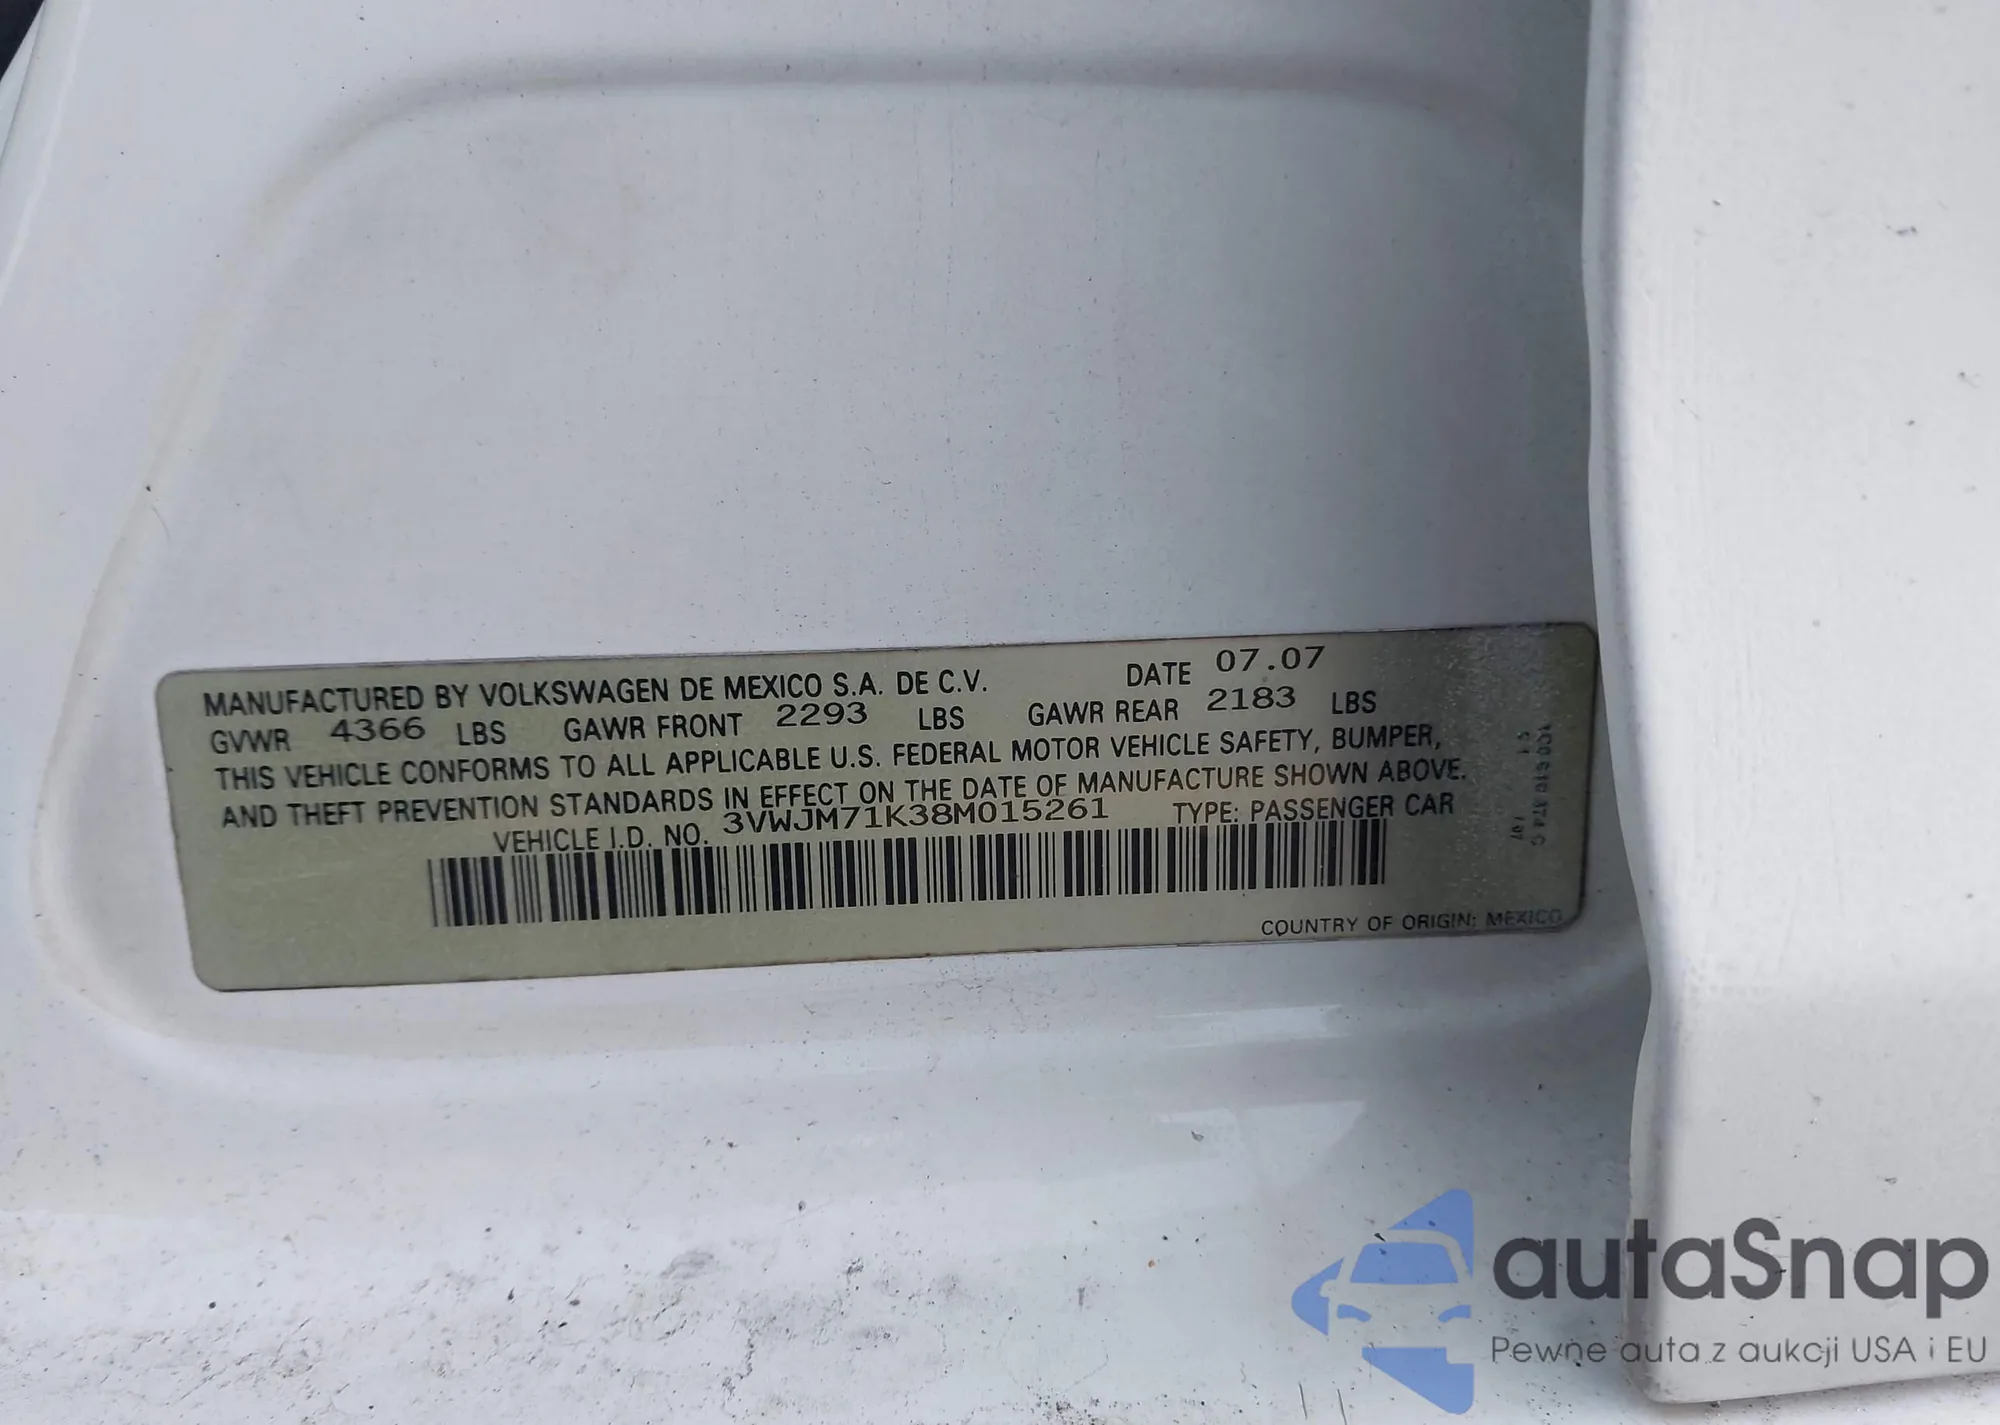 MANUFACTURED BY VOLKSWAGEN DE MEXICO S.A. DE C.V. DATE 07.07
GVWR 4366 LBS GAWR FRONT 2293 LBS GAWR REAR 2183 LBS
THIS VEHICLE CONFORMS TO ALL APPLICABLE U.S. FEDERAL MOTOR VEHICLE SAFETY, BUMPER,
AND THEFT PREVENTION STANDARDS IN EFFECT ON THE DATE OF MANUFACTURE SHOWN ABOVE.
VEHICLE I.D. NO. 3VWJM71K38M015261 TYPE: PASSENGER CAR
COUNTRY OF ORIGIN: MEXICO
autaSnap
Pewne auta z aukcji USA i EU